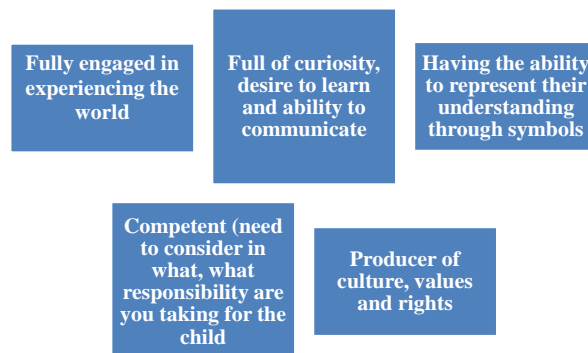 Fully engaged in
experiencing the
world
Full of curiosity,
desire to learn
and ability to
communicate
Having the ability
to represent their
understanding
through symbols
Competent (need
to consider in
what, what
responsibility are
you taking for the
child
Producer of
culture, values
and rights